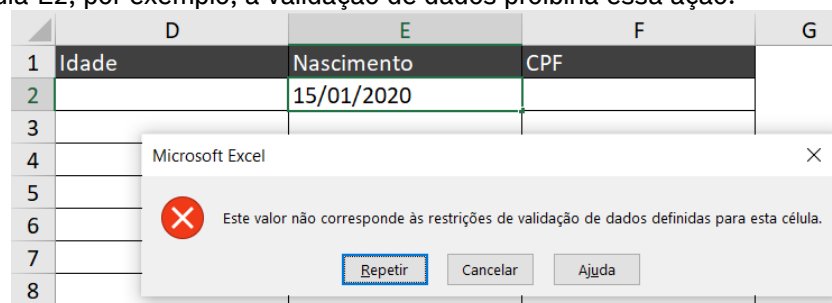 dia E2, por exemplo, a validação de dados proibiria essa ação.
D E F G
1 Idade Nascimento CPF
2 15/01/2020
3
4 Microsoft Excel
5
6 Este valor não corresponde às restrições de validação de dados definidas para esta célula.
7 Repetir Cancelar Ajuda
8